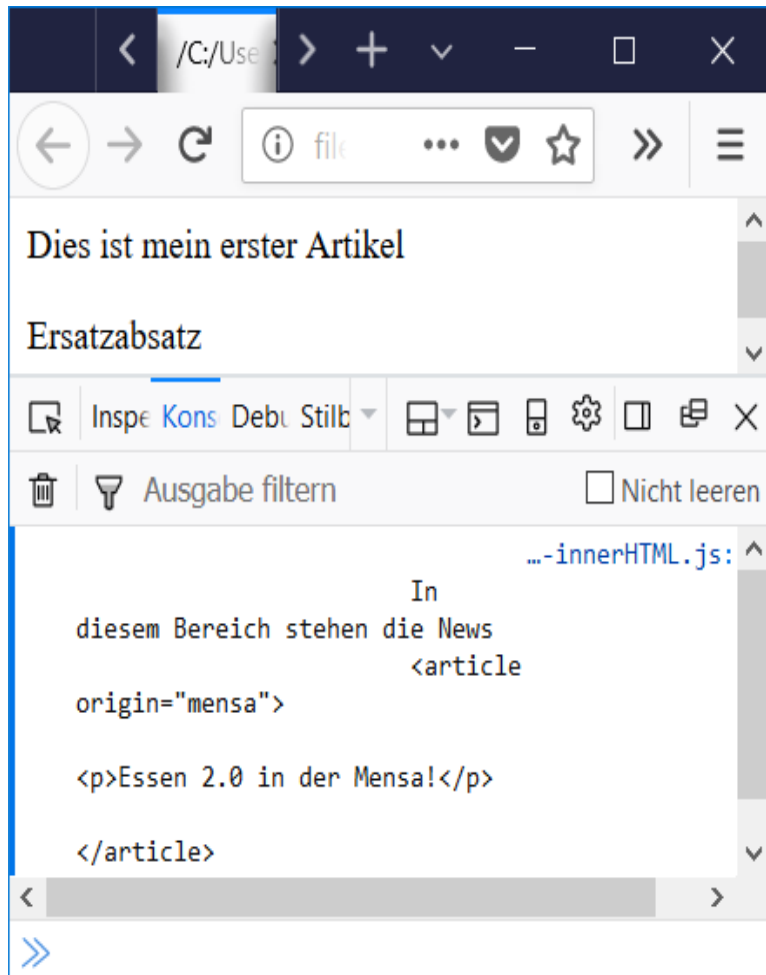 /C:/Use
file
Dies ist mein erster Artikel
Ersatzabsatz
Inspe Kons Debu Stilb
Ausgabe filtern Nicht leeren
…-innerHTML.js:
In
diesem Bereich stehen die News
<article
origin="mensa">
<p>Essen 2.0 in der Mensa!</p>
</article>